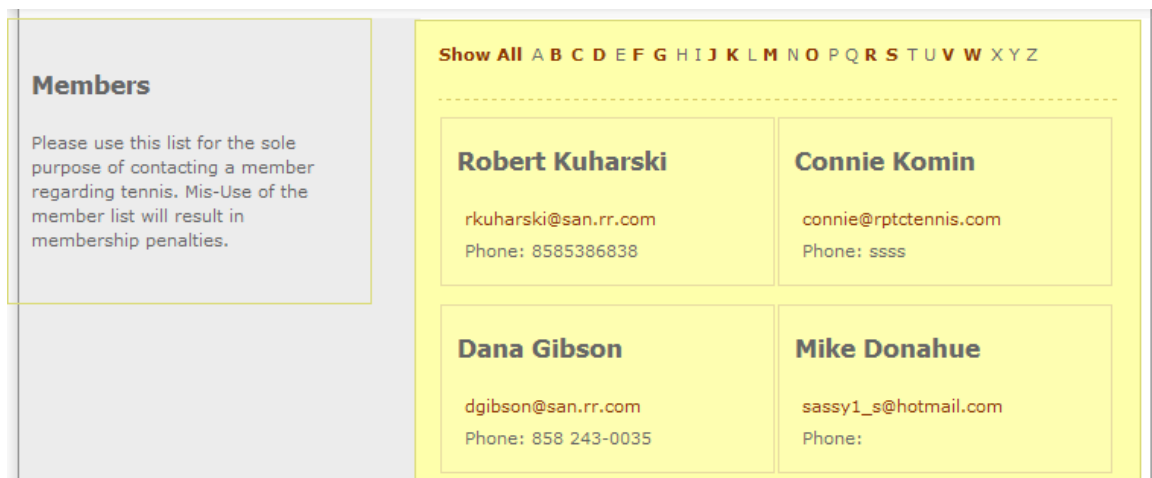 Members
Please use this list for the sole
purpose of contacting a member
regarding tennis. Mis-Use of the
member list will result in
membership penalties.
Show All A B C D E F G H I J K L M N O P Q R S T U V W X Y Z
Robert Kuharski
rkuharski@san.rr.com
Phone: 8585386838
Connie Komin
connie@rptctennis.com
Phone: ssss
Dana Gibson
dgibson@san.rr.com
Phone: 858 243-0035
Mike Donahue
sassy1_s@hotmail.com
Phone: